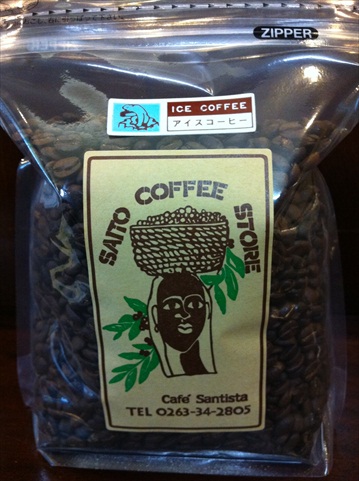 ZIPPER
ICE COFFEE
アイスコーヒー
SAITO COFFEE STORE
Café Santista
TEL 0263-34-2805